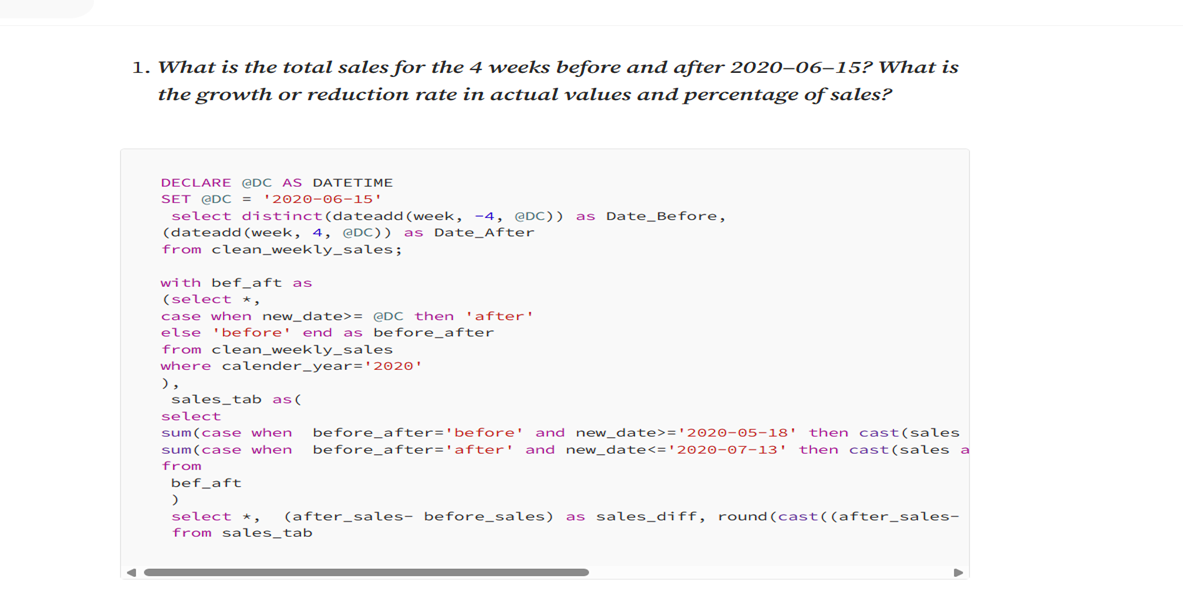 1. What is the total sales for the 4 weeks before and after 2020–06–15? What is
the growth or reduction rate in actual values and percentage of sales?
DECLARE @DC AS DATETIME
SET @DC = '2020-06-15'
select distinct(dateadd(week, -4, @DC)) as Date_Before,
(dateadd(week, 4, @DC)) as Date_After
from clean_weekly_sales;
with bef_aft as
(select *,
case when new_date>= @DC then 'after'
else 'before' end as before_after
from clean_weekly_sales
where calender_year='2020'
),
sales_tab as(
select
sum(case when  before_after='before' and new_date>='2020-05-18' then cast(sales
sum(case when  before_after='after' and new_date<='2020-07-13' then cast(sales a
from
bef_aft
)
select *,  (after_sales- before_sales) as sales_diff, round(cast((after_sales-
from sales_tab